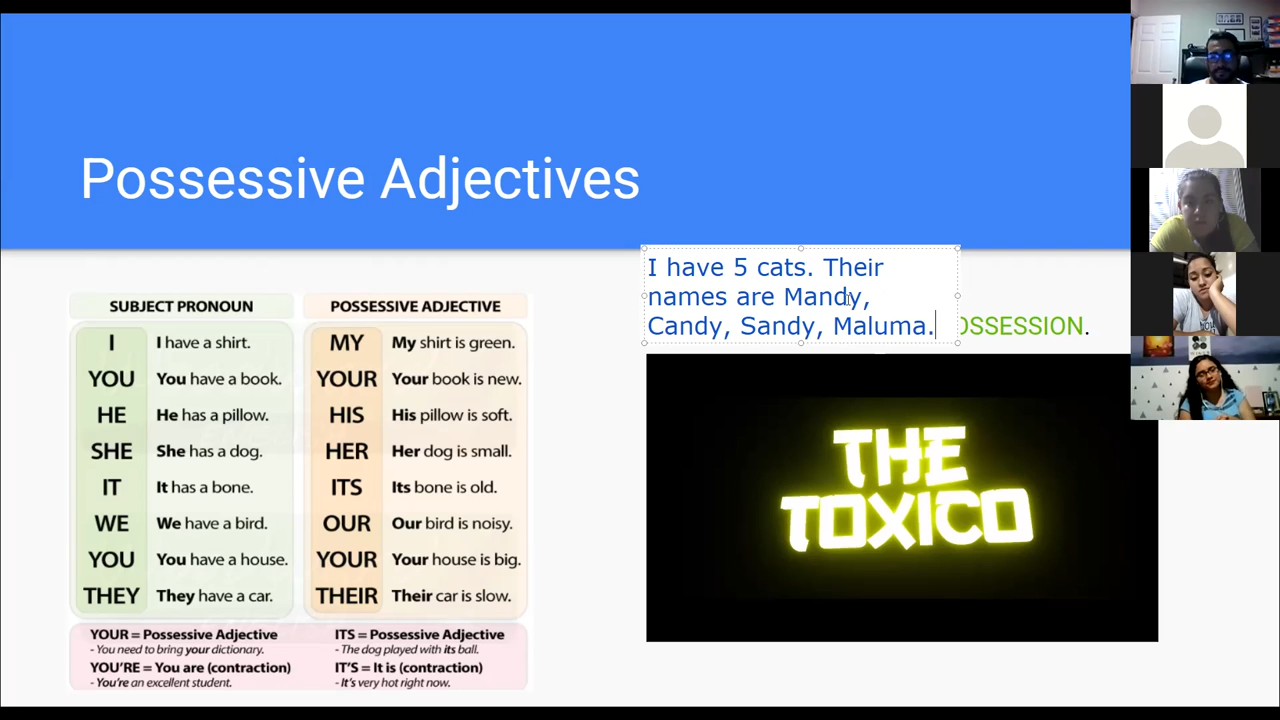 Possessive Adjectives
I have 5 cats. Their
names are Mandy,
Candy, Sandy, Maluma.
OSSESSION.
SUBJECT PRONOUN
I I have a shirt.
YOU You have a book.
HE He has a pillow.
SHE She has a dog.
IT It has a bone.
WE We have a bird.
YOU You have a house.
THEY They have a car.
POSSESSIVE ADJECTIVE
MY My shirt is green.
YOUR Your book is new.
HIS His pillow is soft.
HER Her dog is small.
ITS Its bone is old.
OUR Our bird is noisy.
YOUR Your house is big.
THEIR Their car is slow.
YOUR = Possessive Adjective
- You need to bring your dictionary.
YOU'RE = You are (contraction)
- You're an excellent student.
ITS = Possessive Adjective
- The dog played with its ball.
IT'S = It is (contraction)
- It's very hot right now.
THE
TOXICO